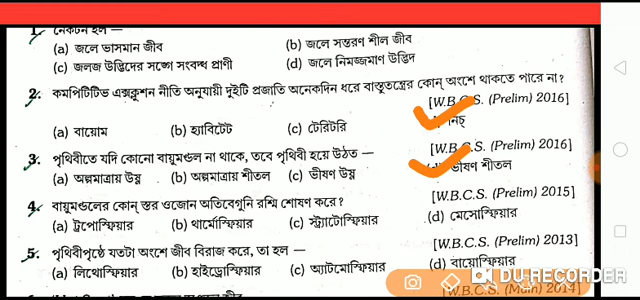 1. নেকটন হল —
(a) জলে ভাসমান জীব (b) জলে সন্তরণ শীল জীব
(c) জলজ উদ্ভিদের সঙ্গে সংবদ্ধ প্রাণী (d) জলে নিমজ্জমাণ উদ্ভিদ
2. কমপিটিটিভ এক্সক্লুশন নীতি অনুযায়ী দুইটি প্রজাতি অনেকদিন ধরে বাস্তুতন্ত্রের কোন্ অংশে থাকতে পারে না?
[W.B.C.S. (Prelim) 2016]
(a) বায়োম (b) হ্যাবিটেট (c) টেরিটরি নিচ্
3. পৃথিবীতে যদি কোনো বায়ুমণ্ডল না থাকে, তবে পৃথিবী হয়ে উঠত — [W.B.C.S. (Prelim) 2016]
(a) অল্পমাত্রায় উষ্ণ (b) অল্পমাত্রায় শীতল (c) ভীষণ উষ্ণ (d) ভীষণ শীতল
4. বায়ুমণ্ডলের কোন্ স্তর ওজোন অতিবেগুনি রশ্মি শোষণ করে? [W.B.C.S. (Prelim) 2015]
(a) ট্রপোস্ফিয়ার (b) থার্মোস্ফিয়ার (c) স্ট্র্যাটোস্ফিয়ার (d) মেসোস্ফিয়ার
5. পৃথিবীপৃষ্ঠে যতটা অংশে জীব বিরাজ করে, তা হল — [W.B.C.S. (Prelim) 2013]
(a) লিথোস্ফিয়ার (b) হাইড্রোস্ফিয়ার (c) অ্যাটমোস্ফিয়ার (d) বায়োস্ফিয়ার
DU RECORDER
[W.B.C.S. (Main) 2014]